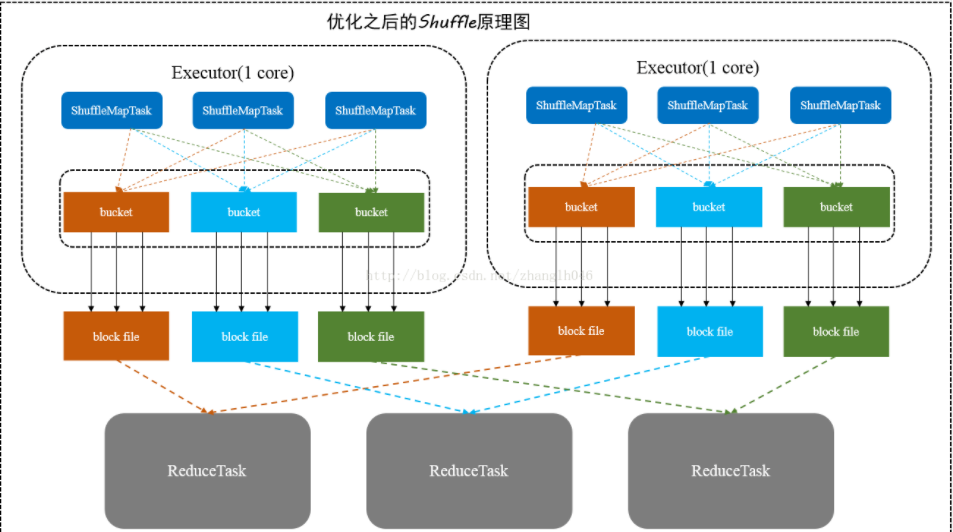 优化之后的Shuffle原理图
Executor(1 core)
ShuffleMapTask ShuffleMapTask ShuffleMapTask
bucket bucket bucket
block file block file block file
Executor(1 core)
ShuffleMapTask ShuffleMapTask ShuffleMapTask
bucket bucket bucket
block file block file block file
http://blog.csdn.net/zhanglh046
ReduceTask ReduceTask ReduceTask